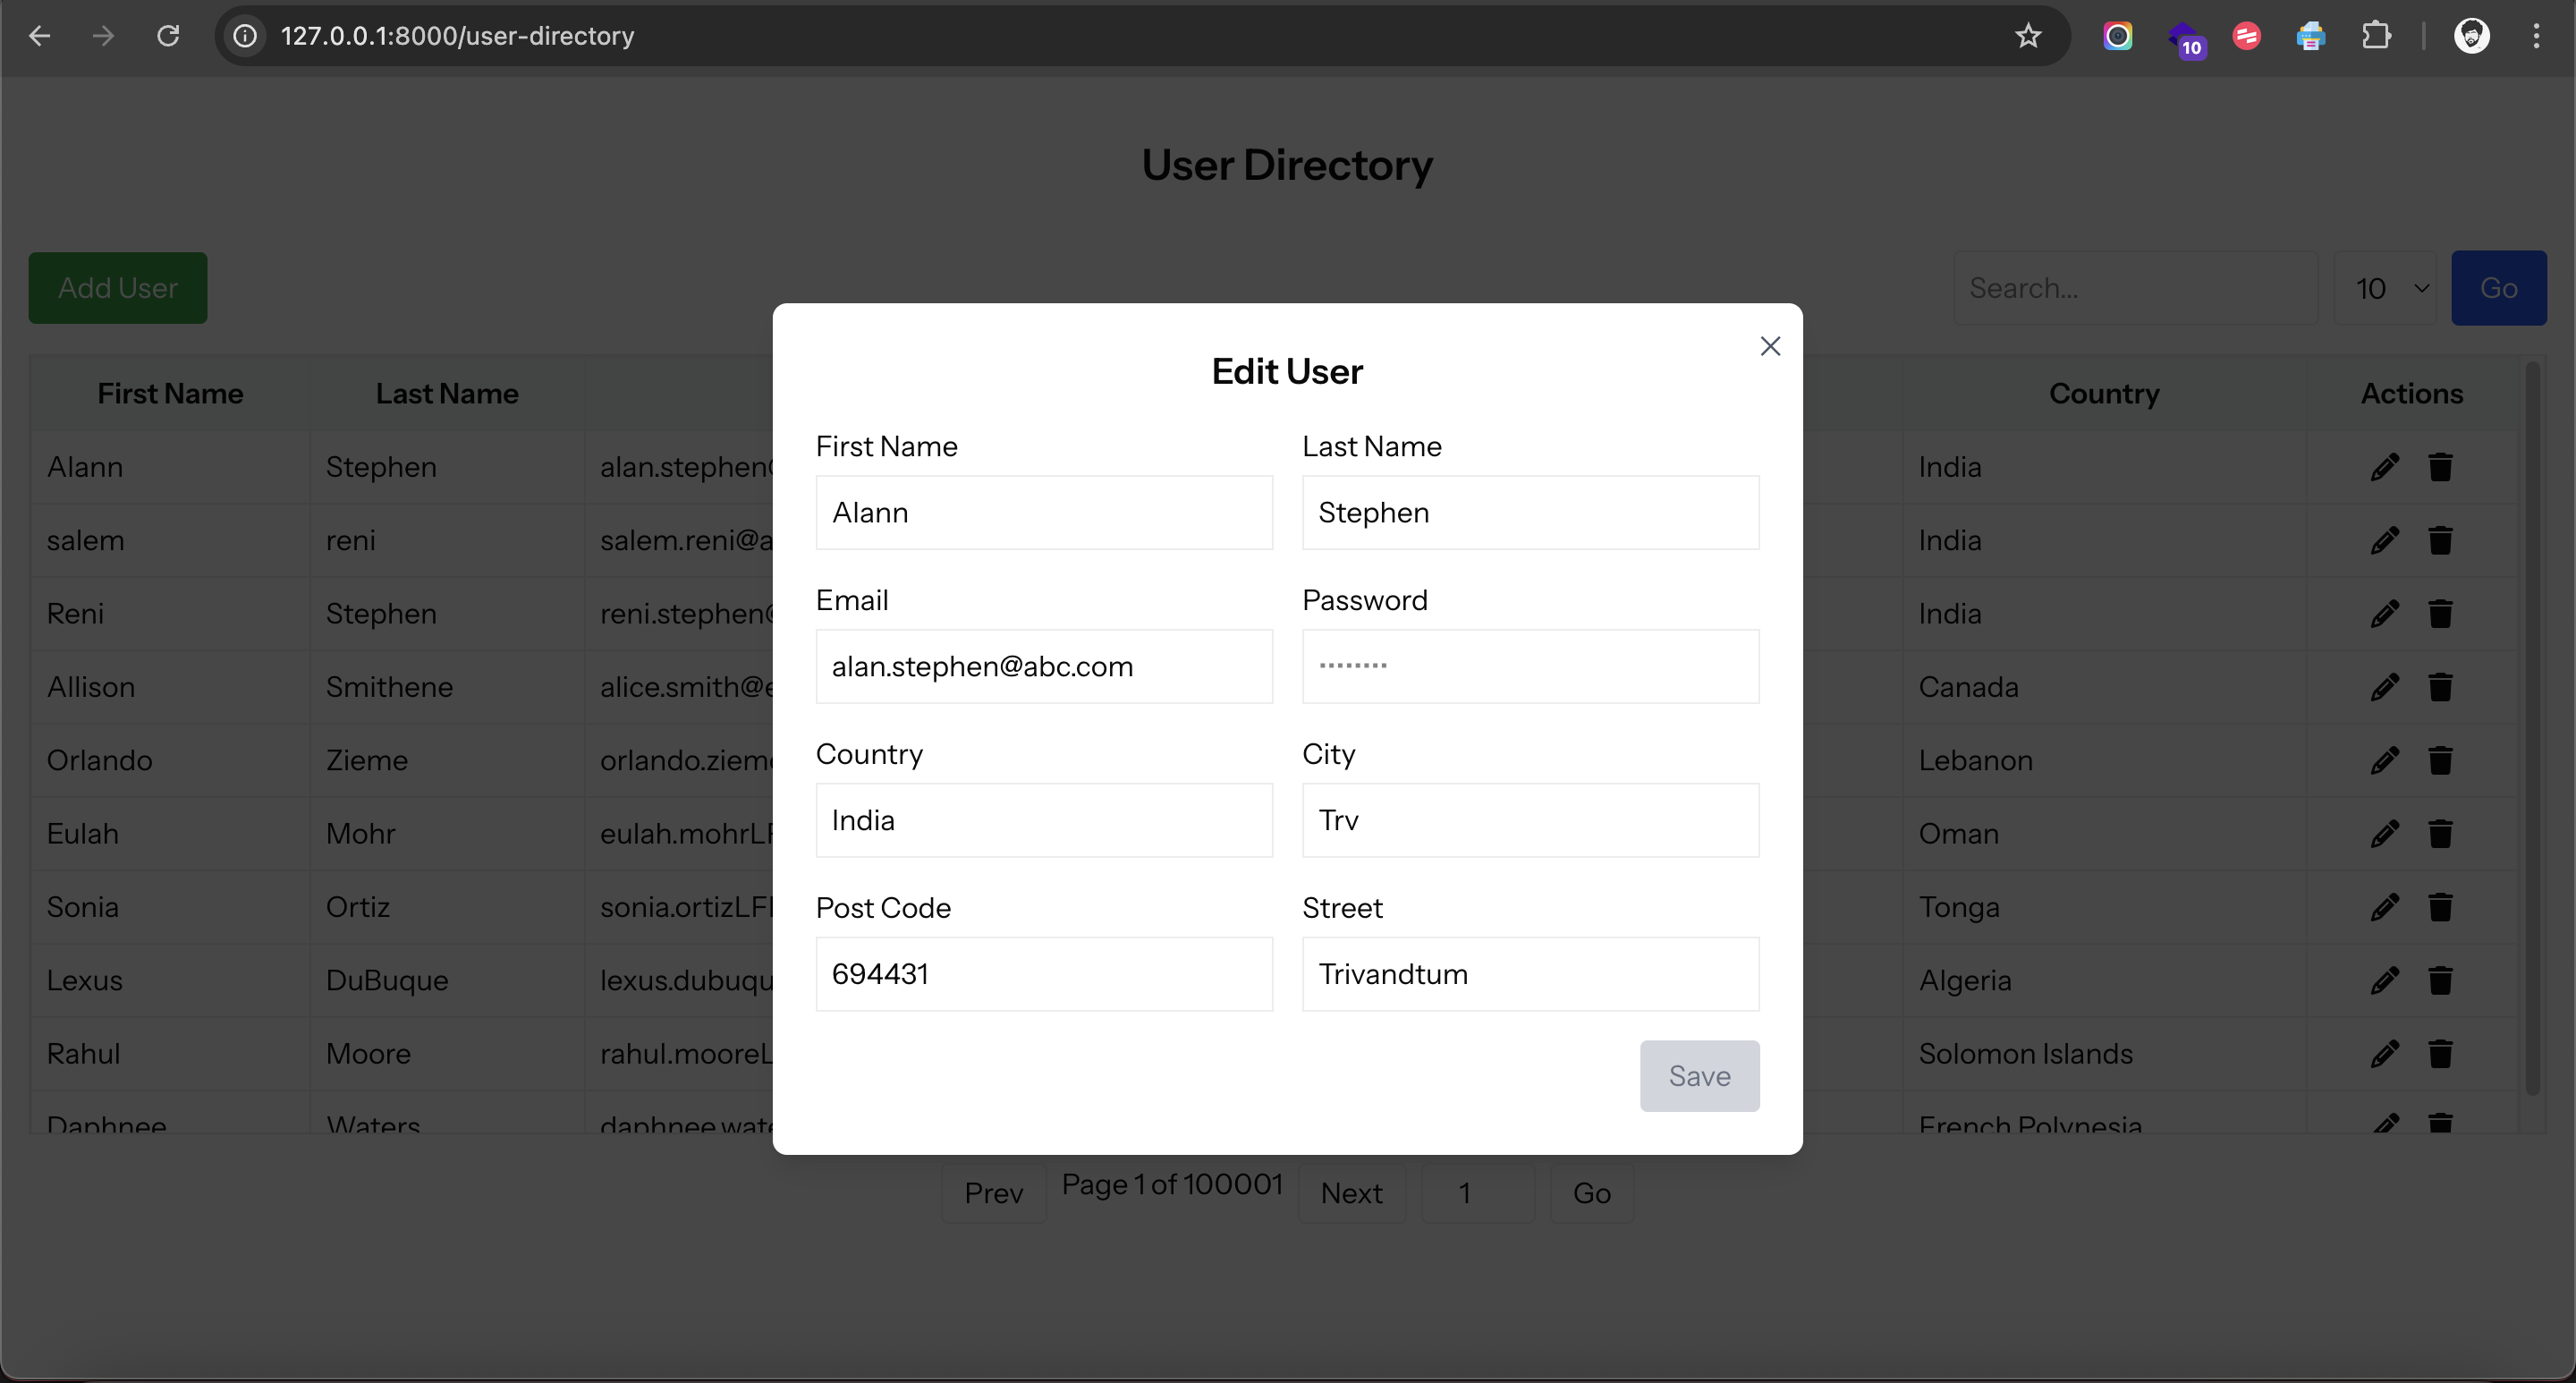 127.0.0.1:8000/user-directory
10
User Directory
Add User
Search...
10
Go
First Name Last Name Country Actions
Alann Stephen alan.stephen@ India
salem reni salem.reni@a India
Reni Stephen reni.stephen@ India
Allison Smithene alice.smith@e Canada
Orlando Zieme orlando.zieme Lebanon
Eulah Mohr eulah.mohrLF Oman
Sonia Ortiz sonia.ortizLFI Tonga
Lexus DuBuque lexus.dubuqu Algeria
Rahul Moore rahul.mooreL Solomon Islands
Daphnee Waters daphnee.wate French Polynesia
Edit User
First Name Last Name
Alann Stephen
Email Password
alan.stephen@abc.com ········
Country City
India Trv
Post Code Street
694431 Trivandtum
Save
Prev Page 1 of 100001 Next 1 Go